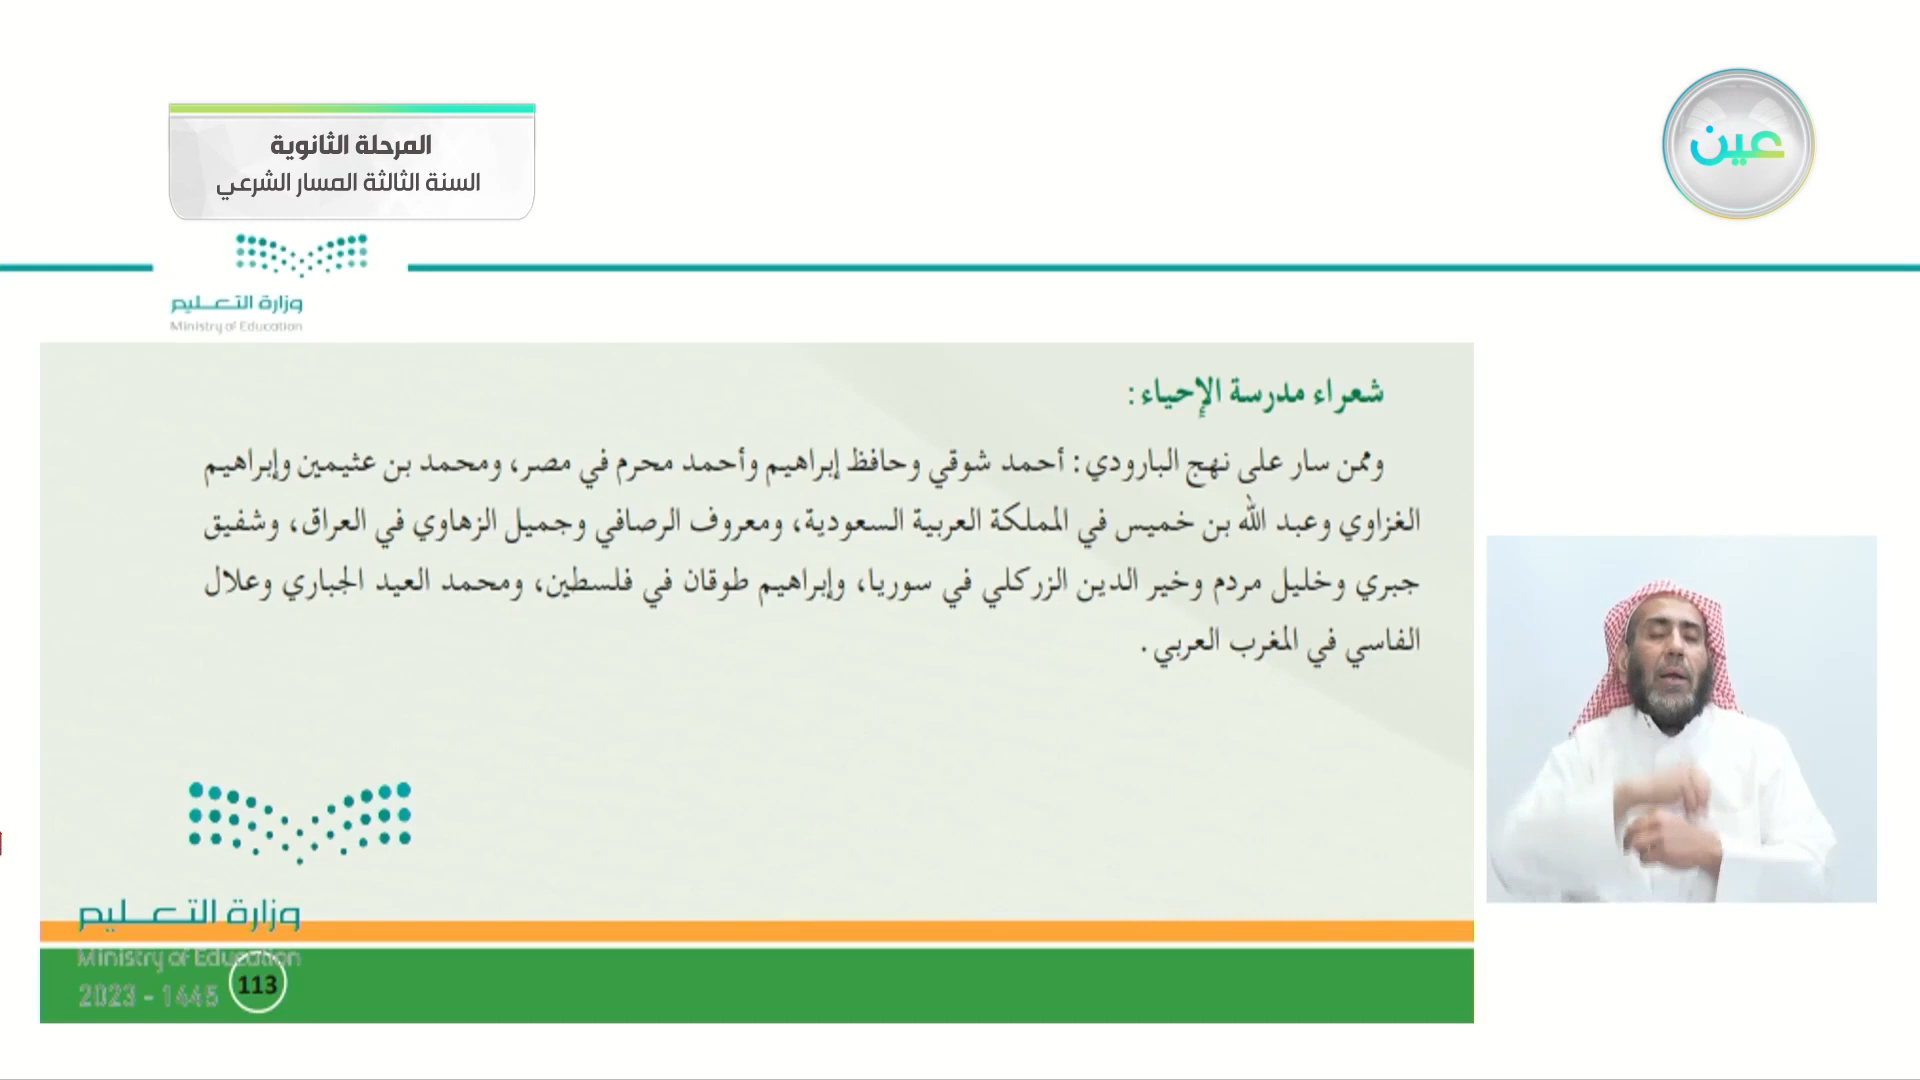 المرحلة الثانوية
السنة الثالثة المسار الشرعي
عين
وزارة التعليم
Ministry of Education
شعراء مدرسة الإحياء:
وممن سار على نهج البارودي: أحمد شوقي وحافظ إبراهيم وأحمد محرم في مصر، ومحمد بن عثيمين وإبراهيم
الغزاوي وعبد الله بن خميس في المملكة العربية السعودية، ومعروف الرصافي وجميل الزهاوي في العراق، وشفيق
جبري وخليل مردم وخير الدين الزركلي في سوريا، وإبراهيم طوقان في فلسطين، ومحمد العيد الجباري وعلال
الفاسي في المغرب العربي.
وزارة التعليم
Ministry of Education
2023 - 1445
113